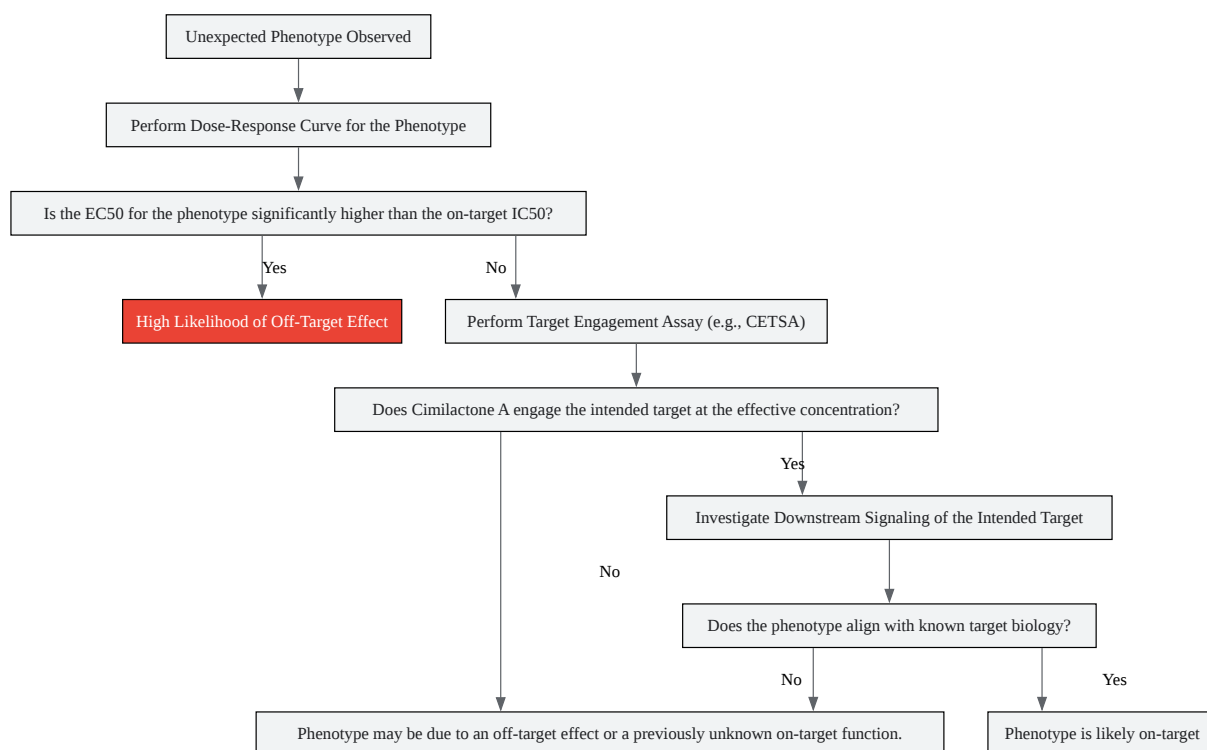 Unexpected Phenotype Observed
Perform Dose-Response Curve for the Phenotype
Is the EC50 for the phenotype significantly higher than the on-target IC50?
Yes
No
High Likelihood of Off-Target Effect
Perform Target Engagement Assay (e.g., CETSA)
Does Cimilactone A engage the intended target at the effective concentration?
Yes
Investigate Downstream Signaling of the Intended Target
No
Does the phenotype align with known target biology?
No
Yes
Phenotype may be due to an off-target effect or a previously unknown on-target function.
Phenotype is likely on-target